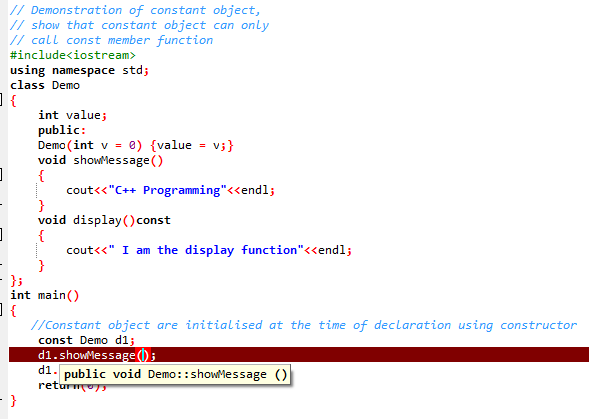 // Demonstration of constant object,
// show that constant object can only
// call const member function
#include<iostream>
using namespace std;
class Demo
{
int value;
public:
Demo(int v = 0) {value = v;}
void showMessage()
{
cout<<"C++ Programming"<<endl;
}
void display()const
{
cout<<" I am the display function"<<endl;
}
};
int main()
{
//Constant object are initialised at the time of declaration using constructor
const Demo d1;
d1.showMessage();
d1.
public void Demo::showMessage ()
return(0);
}